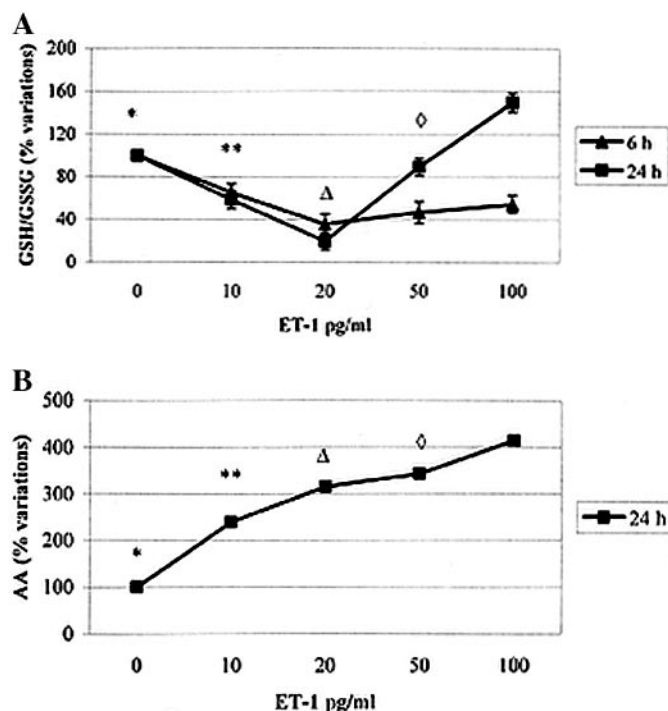 A
GSH/GSSG (% variations)
200
160
120
80
40
0
*
**
Δ
◊
0 10 20 50 100
ET-1 pg/ml
6 h
24 h
B
AA (% variations)
500
400
300
200
100
0
*
**
Δ
◊
0 10 20 50 100
ET-1 pg/ml
24 h